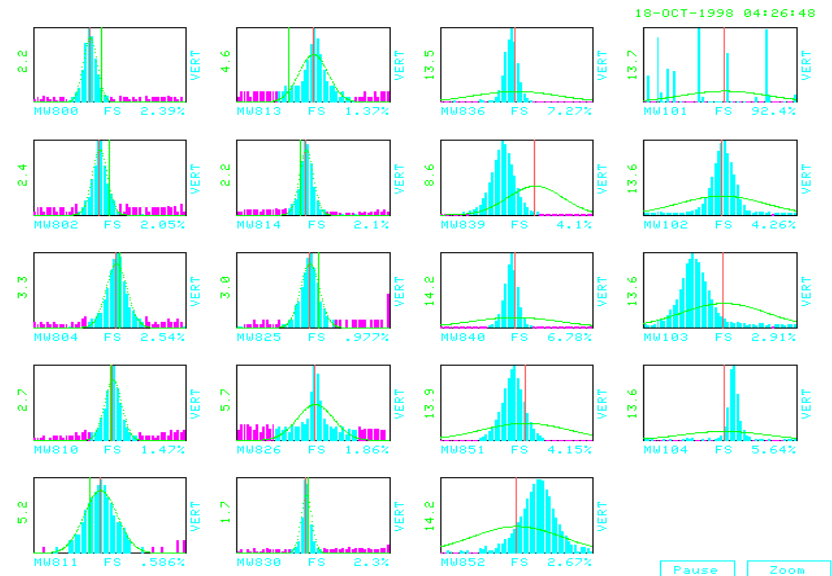 18-OCT-1998 04:26:48
2.2 VERT 4.6 VERT 13.5 VERT 13.7 VERT
MW800 FS 2.39% MW813 FS 1.37% MW836 FS 7.27% MW101 FS 92.4%
2.4 VERT 2.2 VERT 8.6 VERT 13.6 VERT
MW802 FS 2.05% MW814 FS 2.1% MW839 FS 4.1% MW102 FS 4.26%
3.3 VERT 3.0 VERT 14.2 VERT 13.6 VERT
MW804 FS 2.54% MW825 FS .977% MW840 FS 6.78% MW103 FS 2.91%
2.7 VERT 5.7 VERT 13.9 VERT 13.6 VERT
MW810 FS 1.47% MW826 FS 1.86% MW851 FS 4.15% MW104 FS 5.64%
5.2 VERT 1.7 VERT 14.2 VERT
MW811 FS .586% MW830 FS 2.3% MW852 FS 2.67%
Pause Zoom